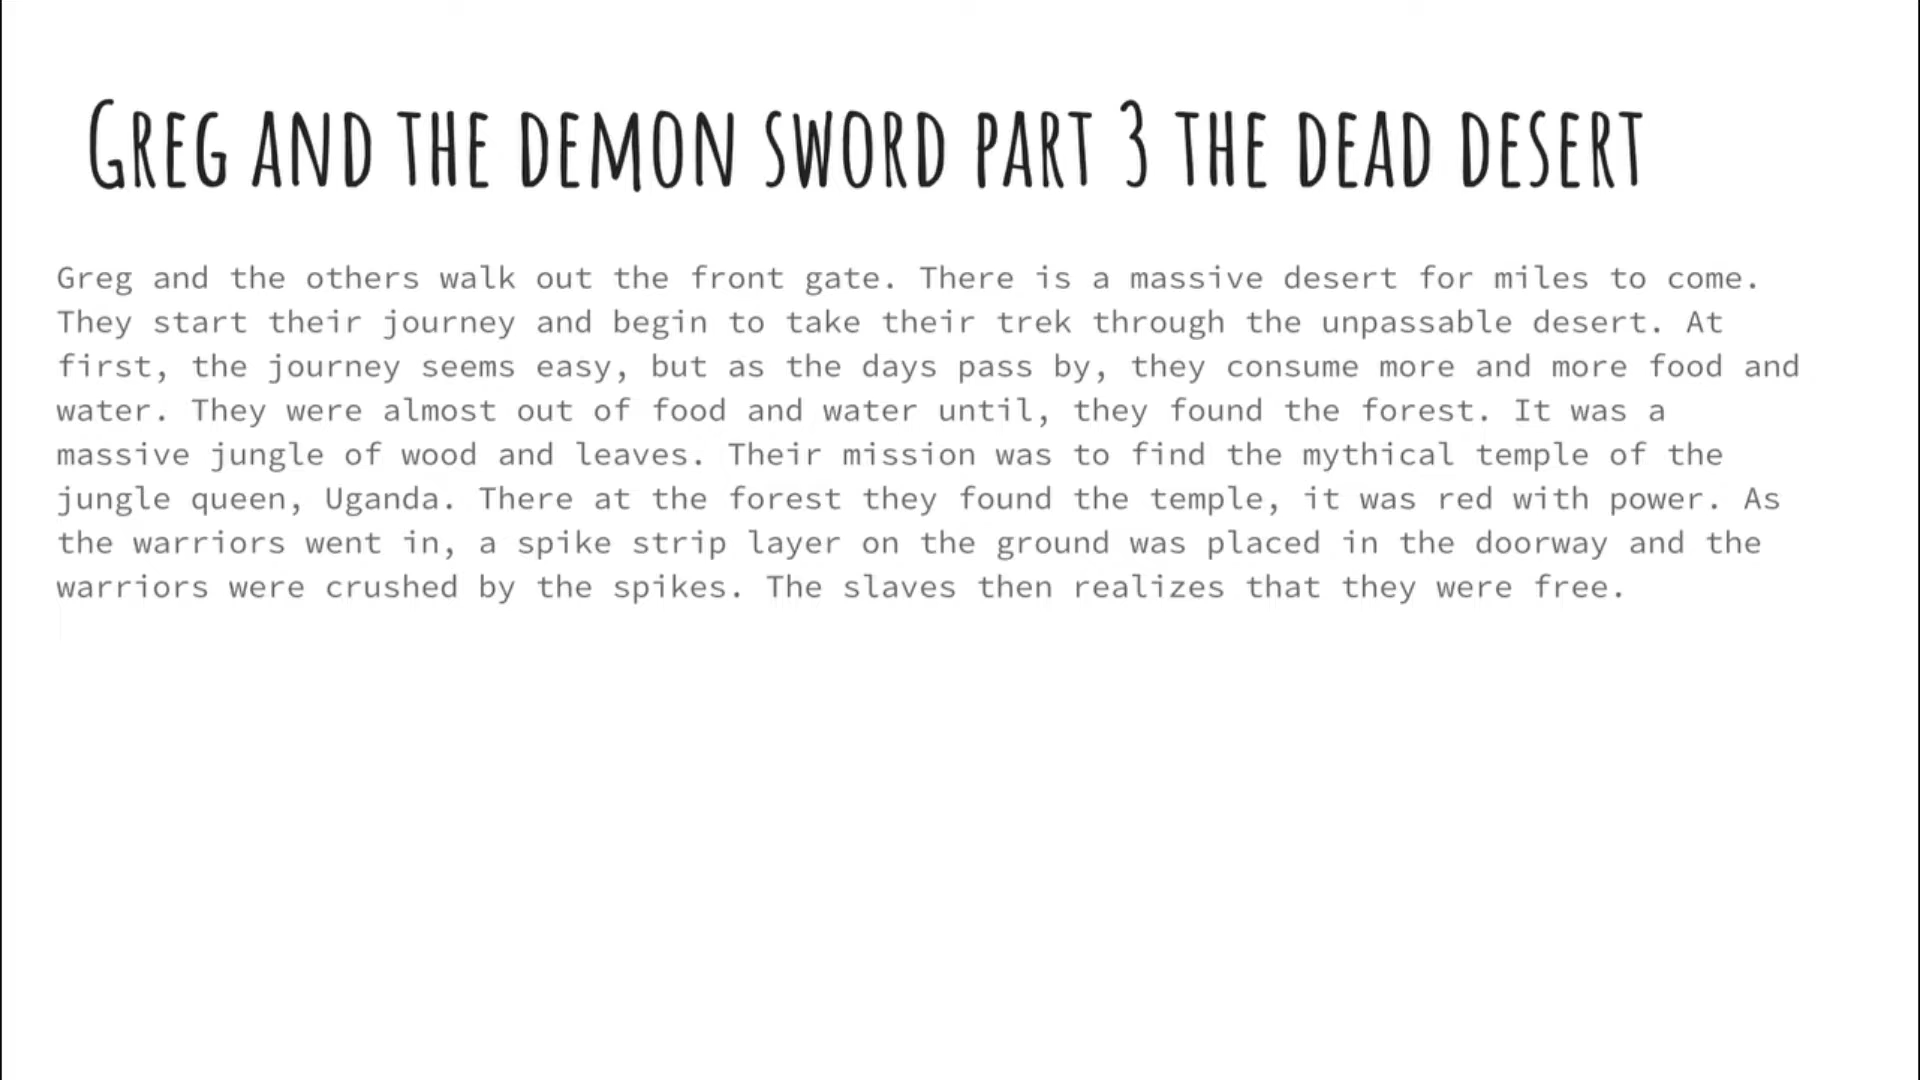 GREG AND THE DEMON SWORD PART 3 THE DEAD DESERT
Greg and the others walk out the front gate. There is a massive desert for miles to come.
They start their journey and begin to take their trek through the unpassable desert. At
first, the journey seems easy, but as the days pass by, they consume more and more food and
water. They were almost out of food and water until, they found the forest. It was a
massive jungle of wood and leaves. Their mission was to find the mythical temple of the
jungle queen, Uganda. There at the forest they found the temple, it was red with power. As
the warriors went in, a spike strip layer on the ground was placed in the doorway and the
warriors were crushed by the spikes. The slaves then realizes that they were free.